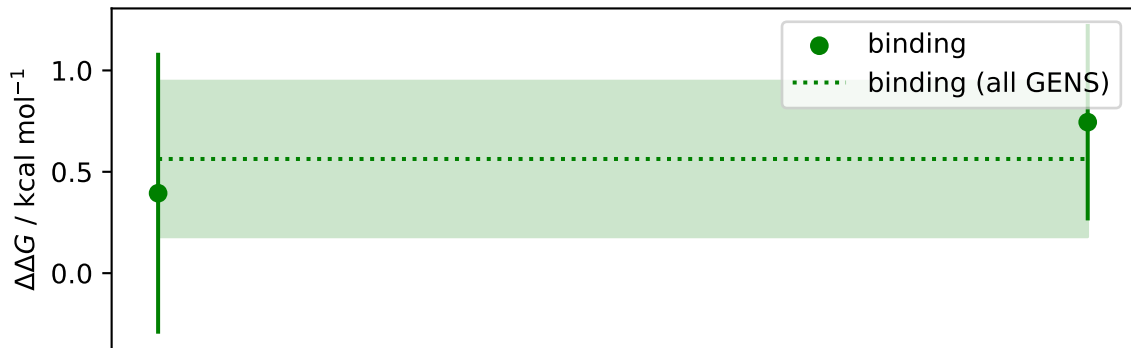 ΔΔG / kcal mol⁻¹
1.0
0.5
0.0
binding
binding (all GENS)